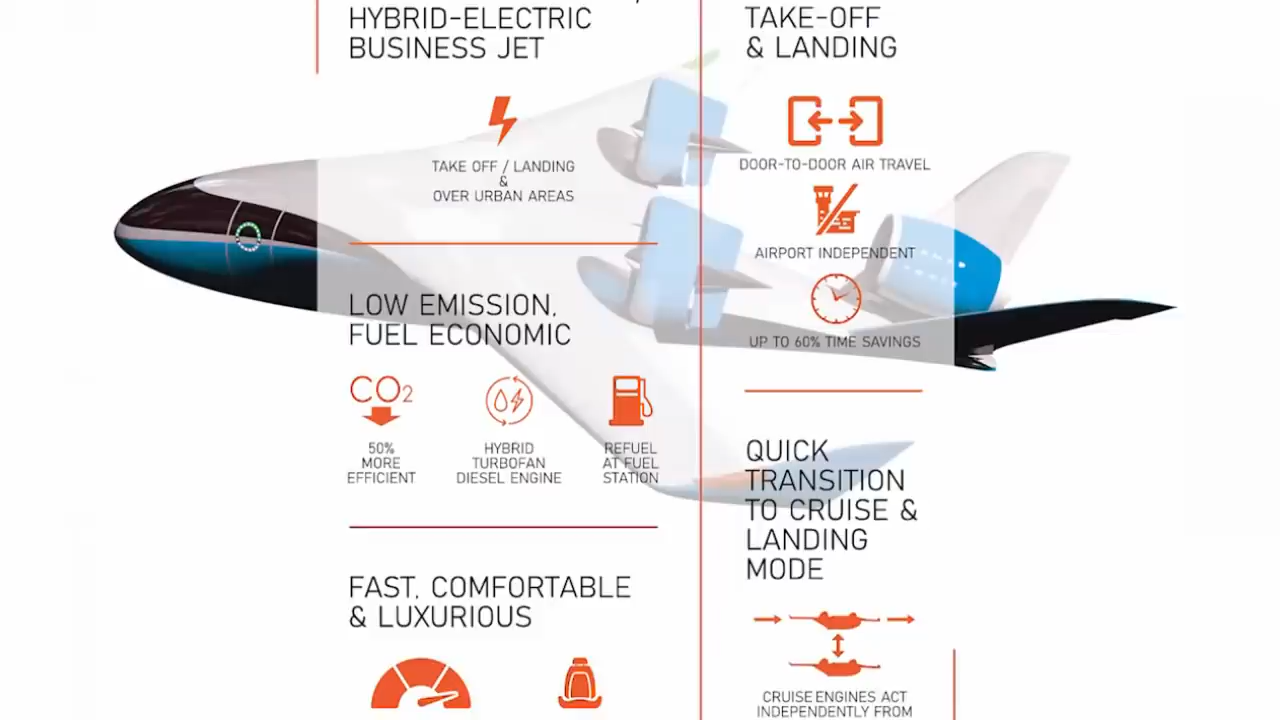 HYBRID-ELECTRIC
BUSINESS JET
TAKE OFF / LANDING
&
OVER URBAN AREAS
LOW EMISSION,
FUEL ECONOMIC
CO2
50%
MORE
EFFICIENT
HYBRID
TURBOFAN
DIESEL ENGINE
REFUEL
AT FUEL
STATION
FAST, COMFORTABLE
& LUXURIOUS
TAKE-OFF
& LANDING
DOOR-TO-DOOR AIR TRAVEL
AIRPORT INDEPENDENT
UP TO 60% TIME SAVINGS
QUICK
TRANSITION
TO CRUISE &
LANDING
MODE
CRUISE ENGINES ACT
INDEPENDENTLY FROM